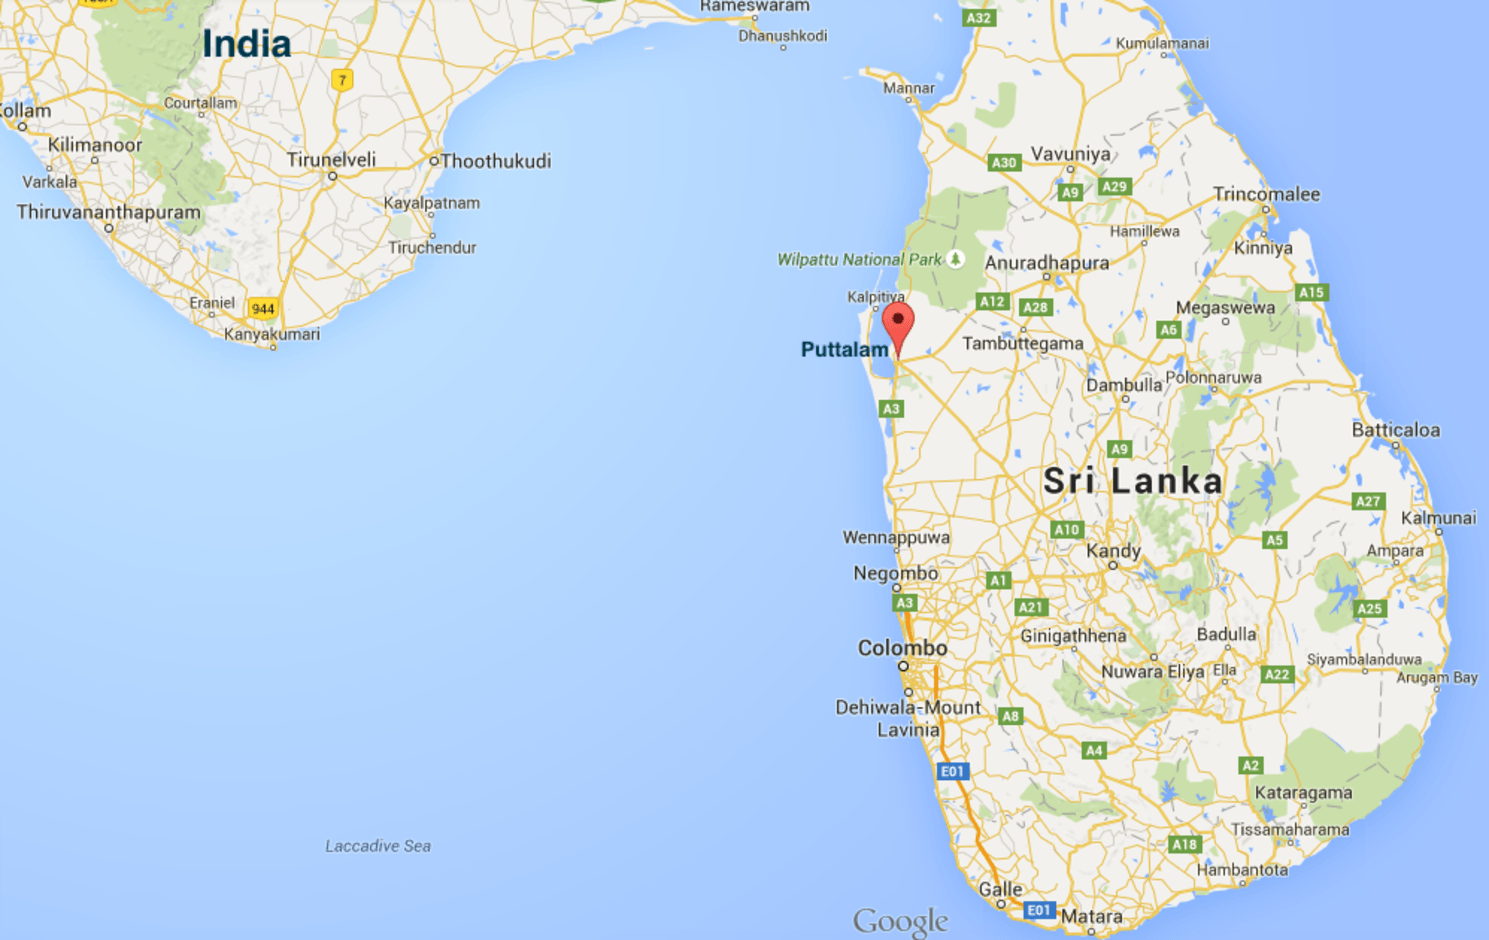 Rameswaram
A32
India
Dhanushkodi
Kumulamanai
7
Mannar
Courtallam
Kollam
Kilimanoor
Tirunelveli
Thoothukudi
A30
Vavuniya
Varkala
A9
A29
Kayalpatnam
Trincomalee
Thiruvananthapuram
Hamillewa
Tiruchendur
Kinniya
Wilpattu National Park
Anuradhapura
Eraniel
944
Kalpitiya
A12
A28
Megaswewa
A15
Kanyakumari
A6
Puttalam
Tambuttegama
Dambulla
Polonnaruwa
A3
Batticaloa
A9
Sri Lanka
A27
Kalmunai
Wennappuwa
A10
A5
Kandy
Ampara
Negombo
A1
A3
A21
A25
Ginigathhena
Badulla
Colombo
Nuwara Eliya
Ella
A22
Siyambalanduwa
Arugam Bay
Dehiwala-Mount
Lavinia
A8
A4
E01
A2
Kataragama
Tissamaharama
Laccadive Sea
A18
Hambantota
Galle
E01
Matara
Google